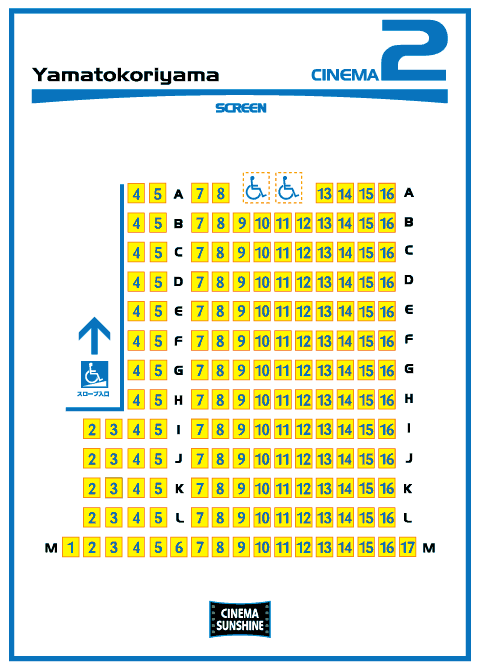 Yamatokoriyama
CINEMA 2
SCREEN
4 5 A 7 8 13 14 15 16 A
4 5 B 7 8 9 10 11 12 13 14 15 16 B
4 5 C 7 8 9 10 11 12 13 14 15 16 C
4 5 D 7 8 9 10 11 12 13 14 15 16 D
4 5 E 7 8 9 10 11 12 13 14 15 16 E
4 5 F 7 8 9 10 11 12 13 14 15 16 F
4 5 G 7 8 9 10 11 12 13 14 15 16 G
スロープ入口
4 5 H 7 8 9 10 11 12 13 14 15 16 H
2 3 4 5 I 7 8 9 10 11 12 13 14 15 16 I
2 3 4 5 J 7 8 9 10 11 12 13 14 15 16 J
2 3 4 5 K 7 8 9 10 11 12 13 14 15 16 K
2 3 4 5 L 7 8 9 10 11 12 13 14 15 16 L
M 1 2 3 4 5 6 7 8 9 10 11 12 13 14 15 16 17 M
CINEMA
SUNSHINE